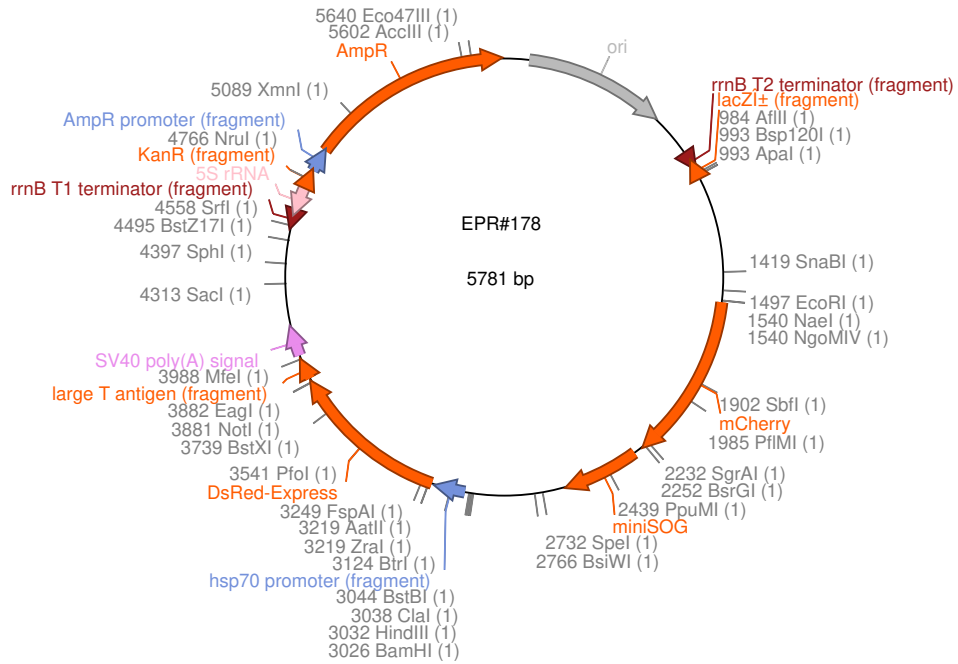 5640 Eco47III (1)
5602 AccIII (1)
AmpR
5089 XmnI (1)
AmpR promoter (fragment)
4766 NruI (1)
KanR (fragment)
5S rRNA
rrnB T1 terminator (fragment)
4558 SrfI (1)
4495 BstZ17I (1)
4397 SphI (1)
4313 SacI (1)
SV40 poly(A) signal
3988 MfeI (1)
large T antigen (fragment)
3882 EagI (1)
3881 NotI (1)
3739 BstXI (1)
3541 PfoI (1)
DsRed-Express
3249 FspAI (1)
3219 AatII (1)
3219 ZraI (1)
3124 BtrI (1)
hsp70 promoter (fragment)
3044 BstBI (1)
3038 ClaI (1)
3032 HindIII (1)
3026 BamHI (1)
EPR#178
5781 bp
ori
rrnB T2 terminator (fragment)
lacZÎ± (fragment)
984 AflII (1)
993 Bsp120I (1)
993 ApaI (1)
1419 SnaBI (1)
1497 EcoRI (1)
1540 NaeI (1)
1540 NgoMIV (1)
1902 SbfI (1)
mCherry
1985 PflMI (1)
2232 SgrAI (1)
2252 BsrGI (1)
2439 PpuMI (1)
miniSOG
2732 SpeI (1)
2766 BsiWI (1)